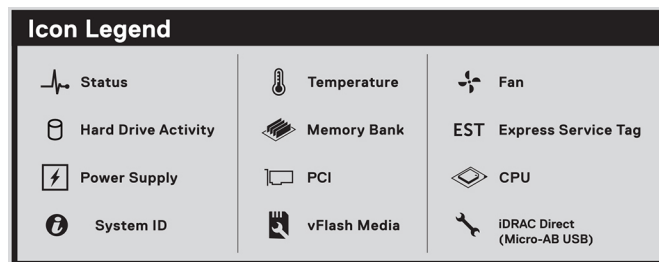 Icon Legend
Status
Temperature
Fan
Hard Drive Activity
Memory Bank
EST Express Service Tag
Power Supply
PCI
CPU
System ID
vFlash Media
iDRAC Direct
(Micro-AB USB)